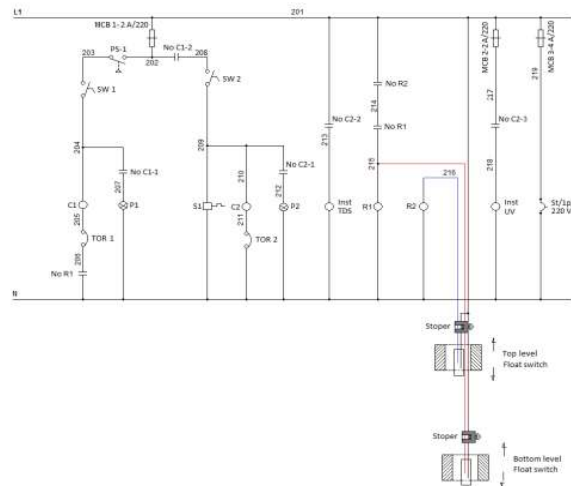 L1
MCB 1-2 A/220
201
203
PS-1
202
No C1-2
208
SW 1
SW 2
MCB 2-2 A/220
MCB 3-4 A/220
219
217
No R2
214
No C2-2
213
No R1
No C2-3
218
204
209
215
216
No C1-1
207
210
No C2-1
212
C1
P1
S1
C2
P2
Inst
TDS
R1
R2
Inst
UV
St/1p
220 V
205
TOR 1
211
TOR 2
206
No R1
N
Stoper
Top level
Float switch
Stoper
Bottom level
Float switch